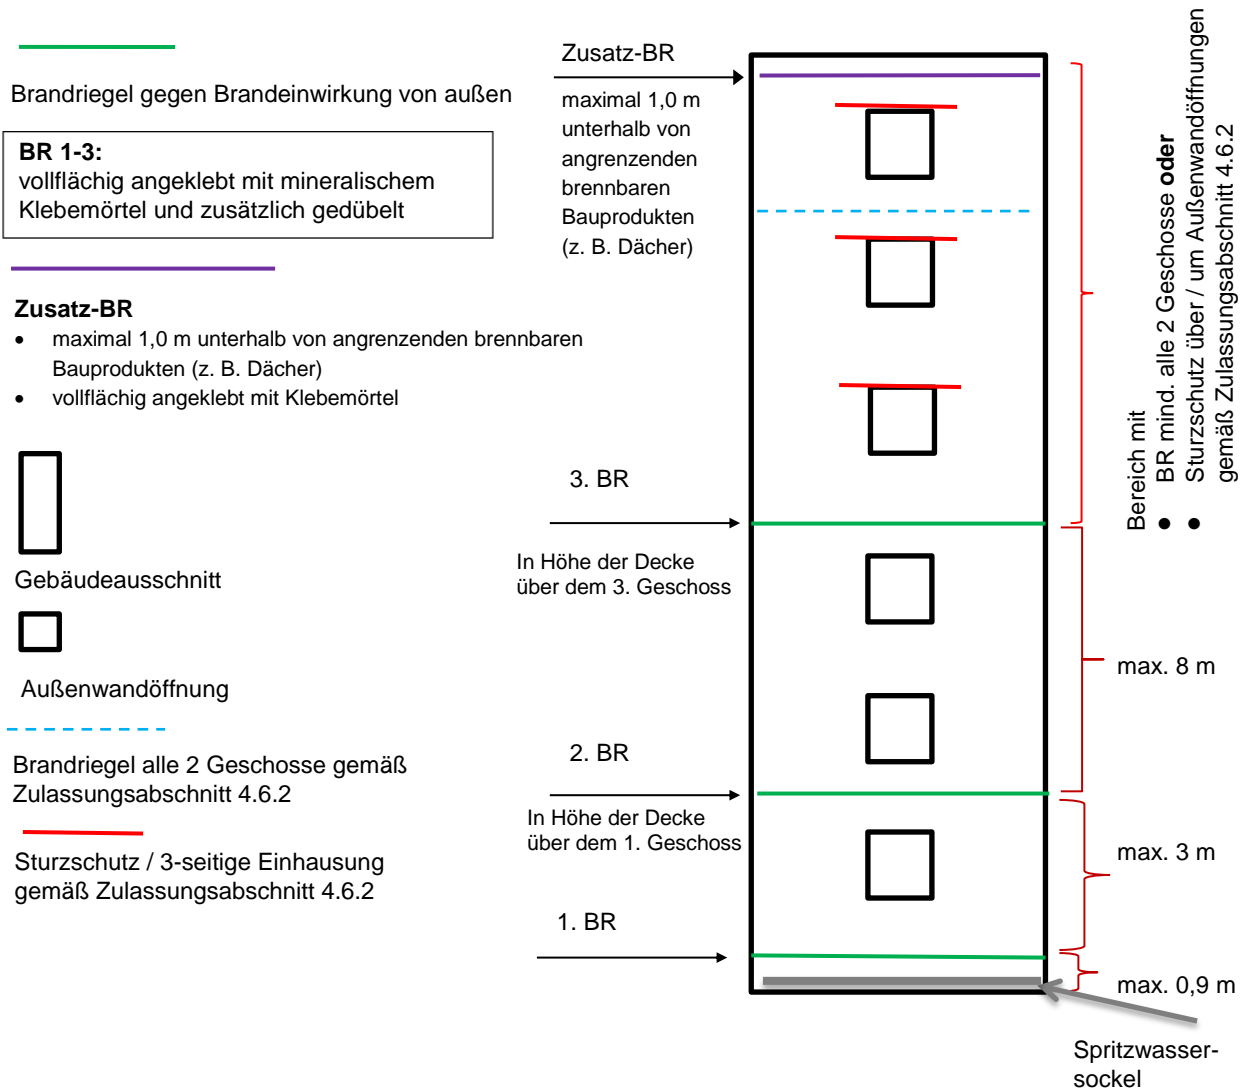 Brandriegel gegen Brandeinwirkung von außen
BR 1-3:
vollflächig angeklebt mit mineralischem
Klebemörtel und zusätzlich gedübelt
Zusatz-BR
• maximal 1,0 m unterhalb von angrenzenden brennbaren
Bauprodukten (z. B. Dächer)
• vollflächig angeklebt mit Klebemörtel
Gebäudeausschnitt
Außenwandöffnung
Brandriegel alle 2 Geschosse gemäß
Zulassungsabschnitt 4.6.2
Sturzschutz / 3-seitige Einhausung
gemäß Zulassungsabschnitt 4.6.2
Zusatz-BR
maximal 1,0 m
unterhalb von
angrenzenden
brennbaren
Bauprodukten
(z. B. Dächer)
3. BR
In Höhe der Decke
über dem 3. Geschoss
2. BR
In Höhe der Decke
über dem 1. Geschoss
1. BR
Bereich mit
• BR mind. alle 2 Geschosse oder
• Sturzschutz über / um Außenwandöffnungen
gemäß Zulassungsabschnitt 4.6.2
max. 8 m
max. 3 m
max. 0,9 m
Spritzwasser-
sockel